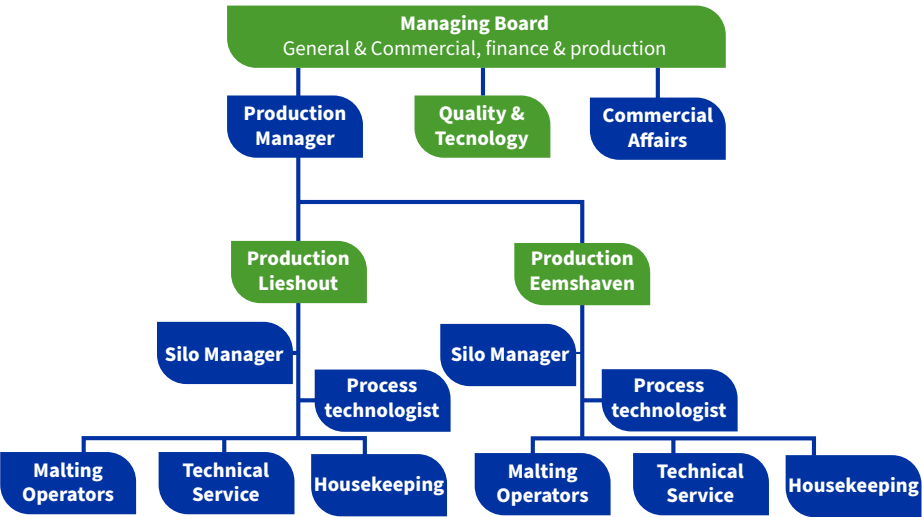 Managing Board
General & Commercial, finance & production
Production
Manager
Quality &
Tecnology
Commercial
Affairs
Production
Lieshout
Production
Eemshaven
Silo Manager
Silo Manager
Process
technologist
Process
technologist
Malting
Operators
Technical
Service
Housekeeping
Malting
Operators
Technical
Service
Housekeeping